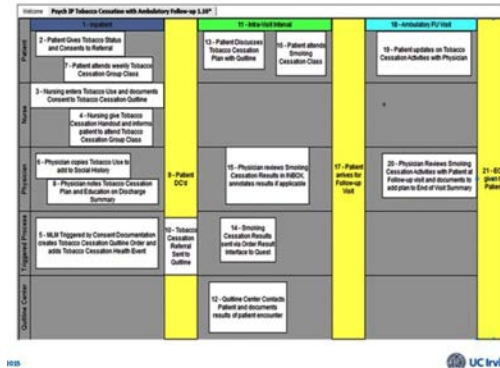 Welcome Psych IP Tobacco Cessation with Ambulatory Follow-up
1 - Inpatient
11 - Intra-Visit Interval
18 - Ambulatory FU Visit
Patient
2 - Patient Gives Tobacco Status
and Consents to Referral
7 - Patient attends weekly Tobacco
Cessation Group Class
13 - Patient Discusses
Tobacco Cessation
Plan with Quitline
16 - Patient attends
Smoking
Cessation Class
19 - Patient updates on Tobacco
Cessation Activities with Physician
Nurse
3 - Nursing enters Tobacco Use and documents
Consent to Tobacco Cessation Quitline
4 - Nursing give Tobacco
Cessation Handout and informs
patient to attend Tobacco
Cessation Group Class
Physician
6 - Physician copies Tobacco Use to
add to Social History
8 - Physician notes Tobacco Cessation
Plan and Education on Discharge
Summary
9 - Patient
DC'd
15 - Physician reviews Smoking
Cessation Results in INBOX,
annotates results if applicable
17 - Patient
arrives for
Follow-up
Visit
20 - Physician Reviews Smoking
Cessation Activities with Patient at
Follow-up visit and documents to
add plan to End of Visit Summary
21 -
given
Patient
Triggered Process
5 - MLM Triggered by Consent Documentation
creates Tobacco Cessation Quitline Order and
adds Tobacco Cessation Health Event
10 - Tobacco
Cessation
Referral
Sent to
Quitline
14 - Smoking
Cessation Results
sent via Order Result
Interface to Quest
Quitline Center
12 - Quitline Center Contacts
Patient and documents
results of patient encounter
UC Irvi